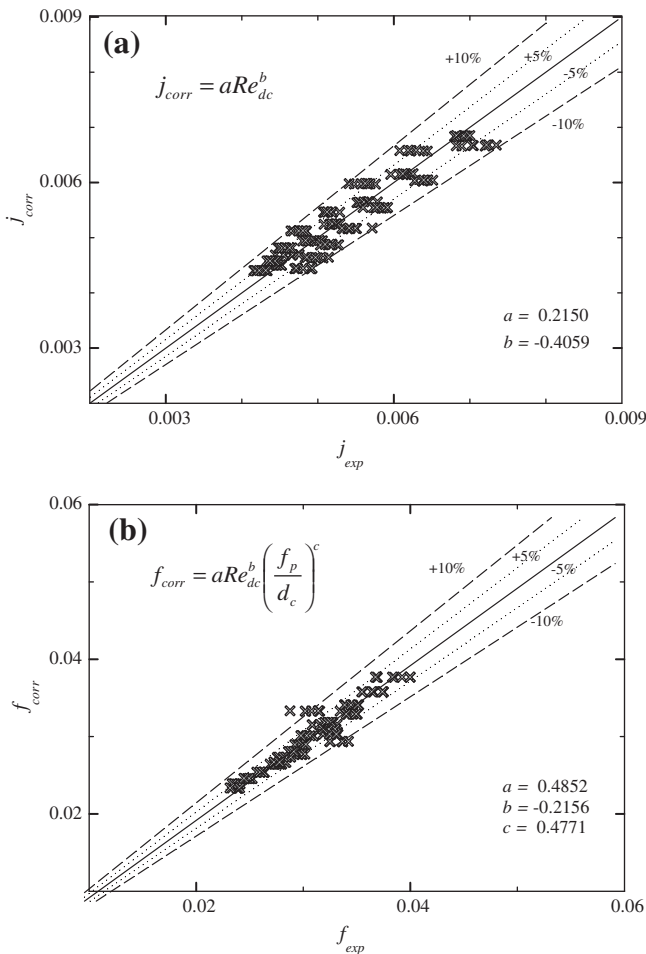 0.009
(a)
+10%
+5%
-5%
j_corr = aRe_dc^b
-10%
0.006
j_corr
a = 0.2150
b = -0.4059
0.003
0.003 0.006 0.009
j_exp
0.06
(b)
f_corr = aRe_dc^b (f_p / d_c)^c
+10%
+5%
-5%
-10%
0.04
f_corr
a = 0.4852
b = -0.2156
c = 0.4771
0.02
0.02 0.04 0.06
f_exp